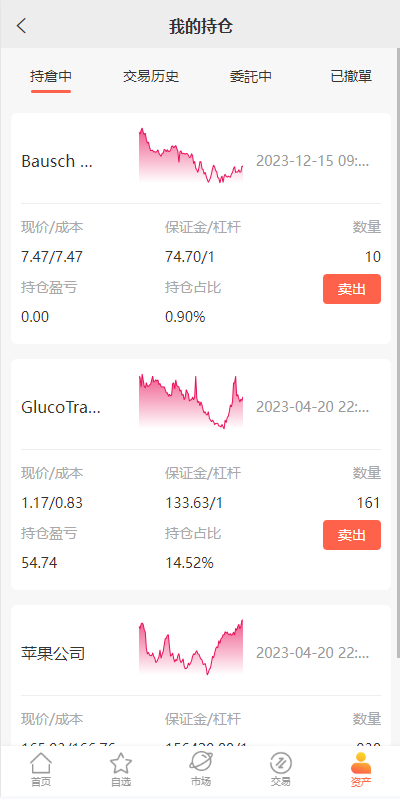 我的持仓
持倉中 交易历史 委託中 已撤單
Bausch ... 2023-12-15 09:...
现价/成本 保证金/杠杆 数量
7.47/7.47 74.70/1 10
持仓盈亏 持仓占比 卖出
0.00 0.90%
GlucoTra... 2023-04-20 22:...
现价/成本 保证金/杠杆 数量
1.17/0.83 133.63/1 161
持仓盈亏 持仓占比 卖出
54.74 14.52%
苹果公司 2023-04-20 22:...
现价/成本 保证金/杠杆 数量
首页 自选 市场 交易 资产